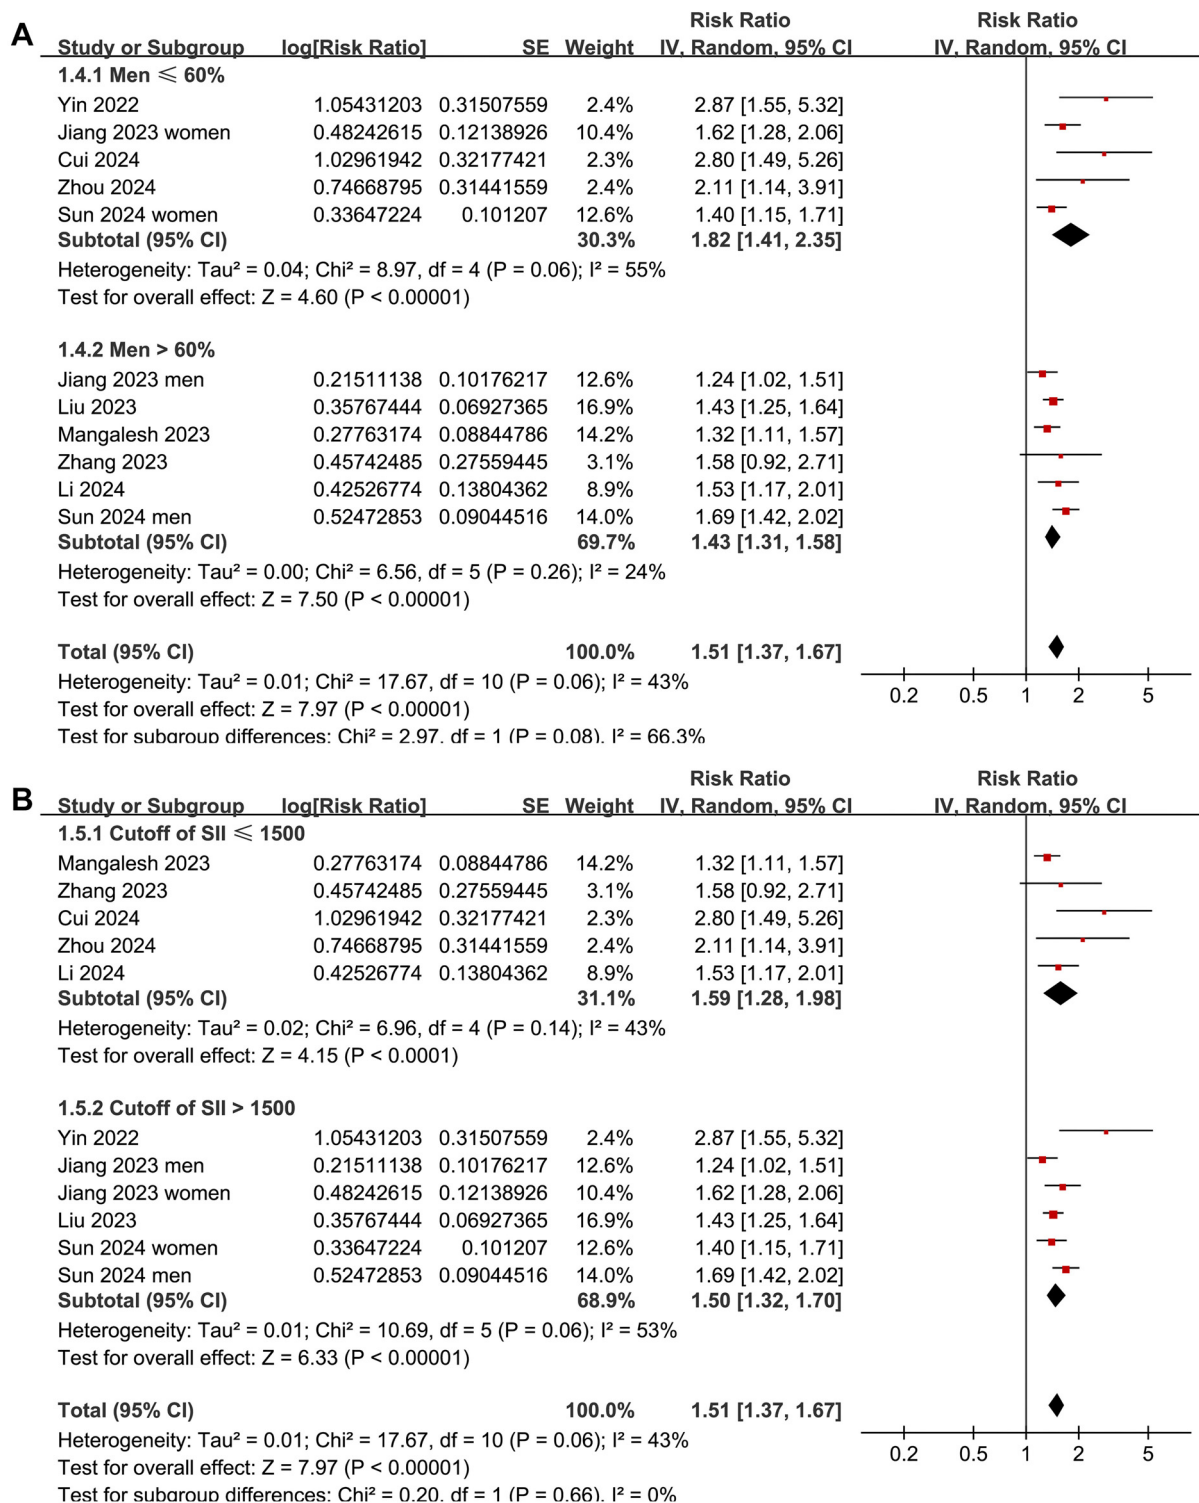 A
Risk Ratio Risk Ratio
Study or Subgroup log[Risk Ratio] SE Weight IV, Random, 95% CI IV, Random, 95% CI
1.4.1 Men ≤ 60%
Yin 2022 1.05431203 0.31507559 2.4% 2.87 [1.55, 5.32]
Jiang 2023 women 0.48242615 0.12138926 10.4% 1.62 [1.28, 2.06]
Cui 2024 1.02961942 0.32177421 2.3% 2.80 [1.49, 5.26]
Zhou 2024 0.74668795 0.31441559 2.4% 2.11 [1.14, 3.91]
Sun 2024 women 0.33647224 0.101207 12.6% 1.40 [1.15, 1.71]
Subtotal (95% CI) 30.3% 1.82 [1.41, 2.35]
Heterogeneity: Tau² = 0.04; Chi² = 8.97, df = 4 (P = 0.06); I² = 55%
Test for overall effect: Z = 4.60 (P < 0.00001)
1.4.2 Men > 60%
Jiang 2023 men 0.21511138 0.10176217 12.6% 1.24 [1.02, 1.51]
Liu 2023 0.35767444 0.06927365 16.9% 1.43 [1.25, 1.64]
Mangalesh 2023 0.27763174 0.08844786 14.2% 1.32 [1.11, 1.57]
Zhang 2023 0.45742485 0.27559445 3.1% 1.58 [0.92, 2.71]
Li 2024 0.42526774 0.13804362 8.9% 1.53 [1.17, 2.01]
Sun 2024 men 0.52472853 0.09044516 14.0% 1.69 [1.42, 2.02]
Subtotal (95% CI) 69.7% 1.43 [1.31, 1.58]
Heterogeneity: Tau² = 0.00; Chi² = 6.56, df = 5 (P = 0.26); I² = 24%
Test for overall effect: Z = 7.50 (P < 0.00001)
Total (95% CI) 100.0% 1.51 [1.37, 1.67]
Heterogeneity: Tau² = 0.01; Chi² = 17.67, df = 10 (P = 0.06); I² = 43%
0.2 0.5 1 2 5
Test for overall effect: Z = 7.97 (P < 0.00001)
Test for subgroup differences: Chi² = 2.97, df = 1 (P = 0.08), I² = 66.3%
B
Risk Ratio Risk Ratio
Study or Subgroup log[Risk Ratio] SE Weight IV, Random, 95% CI IV, Random, 95% CI
1.5.1 Cutoff of SII ≤ 1500
Mangalesh 2023 0.27763174 0.08844786 14.2% 1.32 [1.11, 1.57]
Zhang 2023 0.45742485 0.27559445 3.1% 1.58 [0.92, 2.71]
Cui 2024 1.02961942 0.32177421 2.3% 2.80 [1.49, 5.26]
Zhou 2024 0.74668795 0.31441559 2.4% 2.11 [1.14, 3.91]
Li 2024 0.42526774 0.13804362 8.9% 1.53 [1.17, 2.01]
Subtotal (95% CI) 31.1% 1.59 [1.28, 1.98]
Heterogeneity: Tau² = 0.02; Chi² = 6.96, df = 4 (P = 0.14); I² = 43%
Test for overall effect: Z = 4.15 (P < 0.0001)
1.5.2 Cutoff of SII > 1500
Yin 2022 1.05431203 0.31507559 2.4% 2.87 [1.55, 5.32]
Jiang 2023 men 0.21511138 0.10176217 12.6% 1.24 [1.02, 1.51]
Jiang 2023 women 0.48242615 0.12138926 10.4% 1.62 [1.28, 2.06]
Liu 2023 0.35767444 0.06927365 16.9% 1.43 [1.25, 1.64]
Sun 2024 women 0.33647224 0.101207 12.6% 1.40 [1.15, 1.71]
Sun 2024 men 0.52472853 0.09044516 14.0% 1.69 [1.42, 2.02]
Subtotal (95% CI) 68.9% 1.50 [1.32, 1.70]
Heterogeneity: Tau² = 0.01; Chi² = 10.69, df = 5 (P = 0.06); I² = 53%
Test for overall effect: Z = 6.33 (P < 0.00001)
Total (95% CI) 100.0% 1.51 [1.37, 1.67]
Heterogeneity: Tau² = 0.01; Chi² = 17.67, df = 10 (P = 0.06); I² = 43%
0.2 0.5 1 2 5
Test for overall effect: Z = 7.97 (P < 0.00001)
Test for subgroup differences: Chi² = 0.20, df = 1 (P = 0.66), I² = 0%